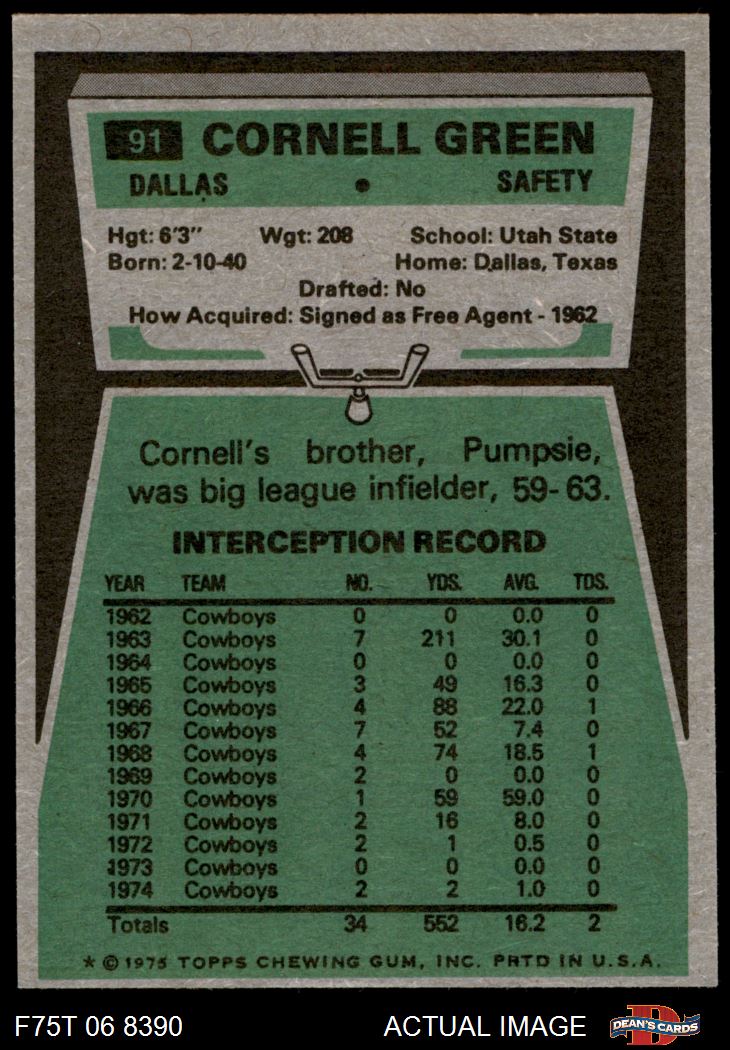 91 CORNELL GREEN
DALLAS • SAFETY
Hgt: 6'3" Wgt: 208 School: Utah State
Born: 2-10-40 Home: Dallas, Texas
Drafted: No
How Acquired: Signed as Free Agent - 1962
Cornell's brother, Pumpsie,
was big league infielder, 59-63.
INTERCEPTION RECORD
YEAR TEAM NO. YDS. AVG. TDS.
1962 Cowboys 0 0 0.0 0
1963 Cowboys 7 211 30.1 0
1964 Cowboys 0 0 0.0 0
1965 Cowboys 3 49 16.3 0
1966 Cowboys 4 88 22.0 1
1967 Cowboys 7 52 7.4 0
1968 Cowboys 4 74 18.5 1
1969 Cowboys 2 0 0.0 0
1970 Cowboys 1 59 59.0 0
1971 Cowboys 2 16 8.0 0
1972 Cowboys 2 1 0.5 0
1973 Cowboys 0 0 0.0 0
1974 Cowboys 2 2 1.0 0
Totals 34 552 16.2 2
* © 1975 TOPPS CHEWING GUM, INC. PRTD IN U.S.A.
F75T 06 8390 ACTUAL IMAGE DEAN'S CARDS